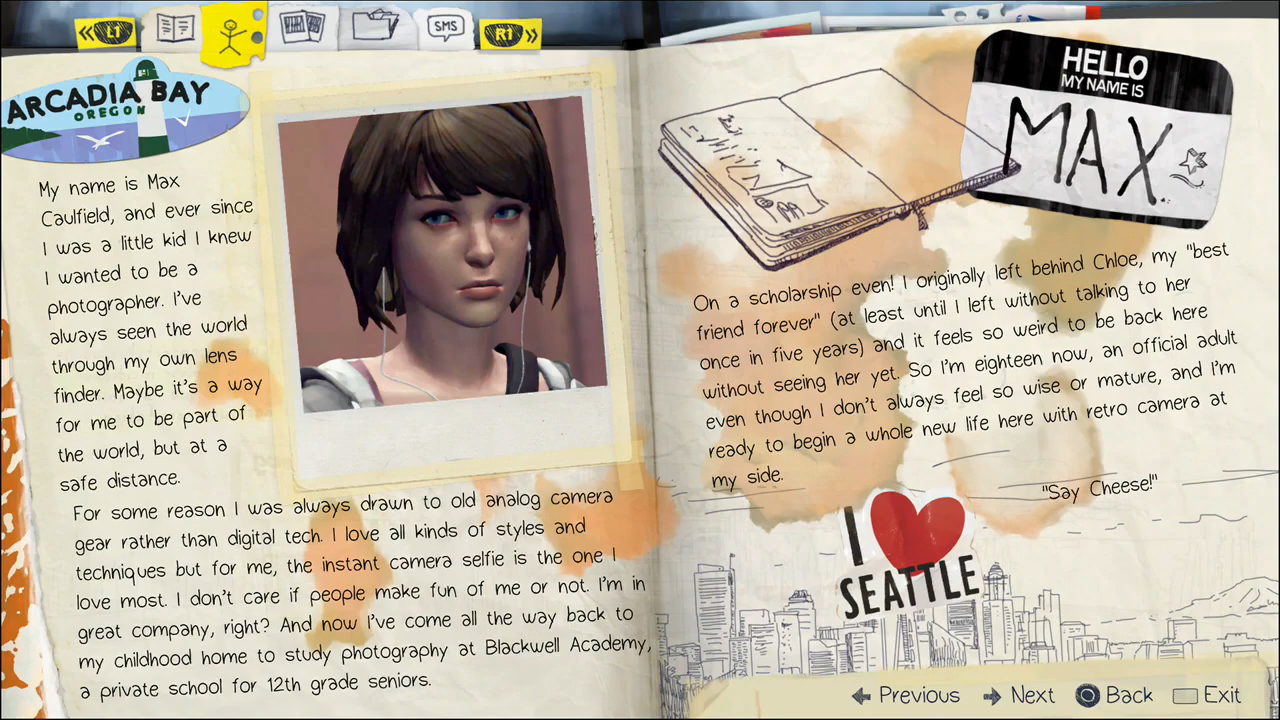 L1
SMS
R1
ARCADIA BAY
OREGON
My name is Max
Caulfield, and ever since
I was a little kid I knew
I wanted to be a
photographer. I've
always seen the world
through my own lens
finder. Maybe it's a way
for me to be part of
the world, but at a
safe distance.
For some reason I was always drawn to old analog camera
gear rather than digital tech. I love all kinds of styles and
techniques but for me, the instant camera selfie is the one I
love most. I don't care if people make fun of me or not. I'm in
great company, right? And now I've come all the way back to
my childhood home to study photography at Blackwell Academy,
a private school for 12th grade seniors.
HELLO
MY NAME IS
MAX.
On a scholarship even! I originally left behind Chloe, my "best
friend forever" (at least until I left without talking to her
once in five years) and it feels so weird to be back here
without seeing her yet. So I'm eighteen now, an official adult
even though I don't always feel so wise or mature, and I'm
ready to begin a whole new life here with retro camera at
my side.
"Say Cheese!"
I
SEATTLE
Previous
Next
Back
Exit